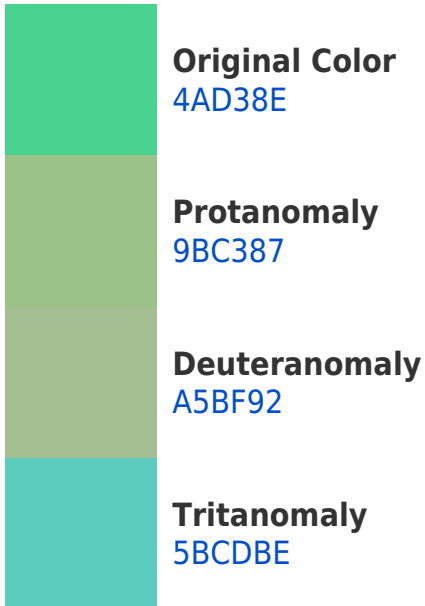 Original Color
4AD38E
Protanomaly
9BC387
Deuteranomaly
A5BF92
Tritanomaly
5BCDBE